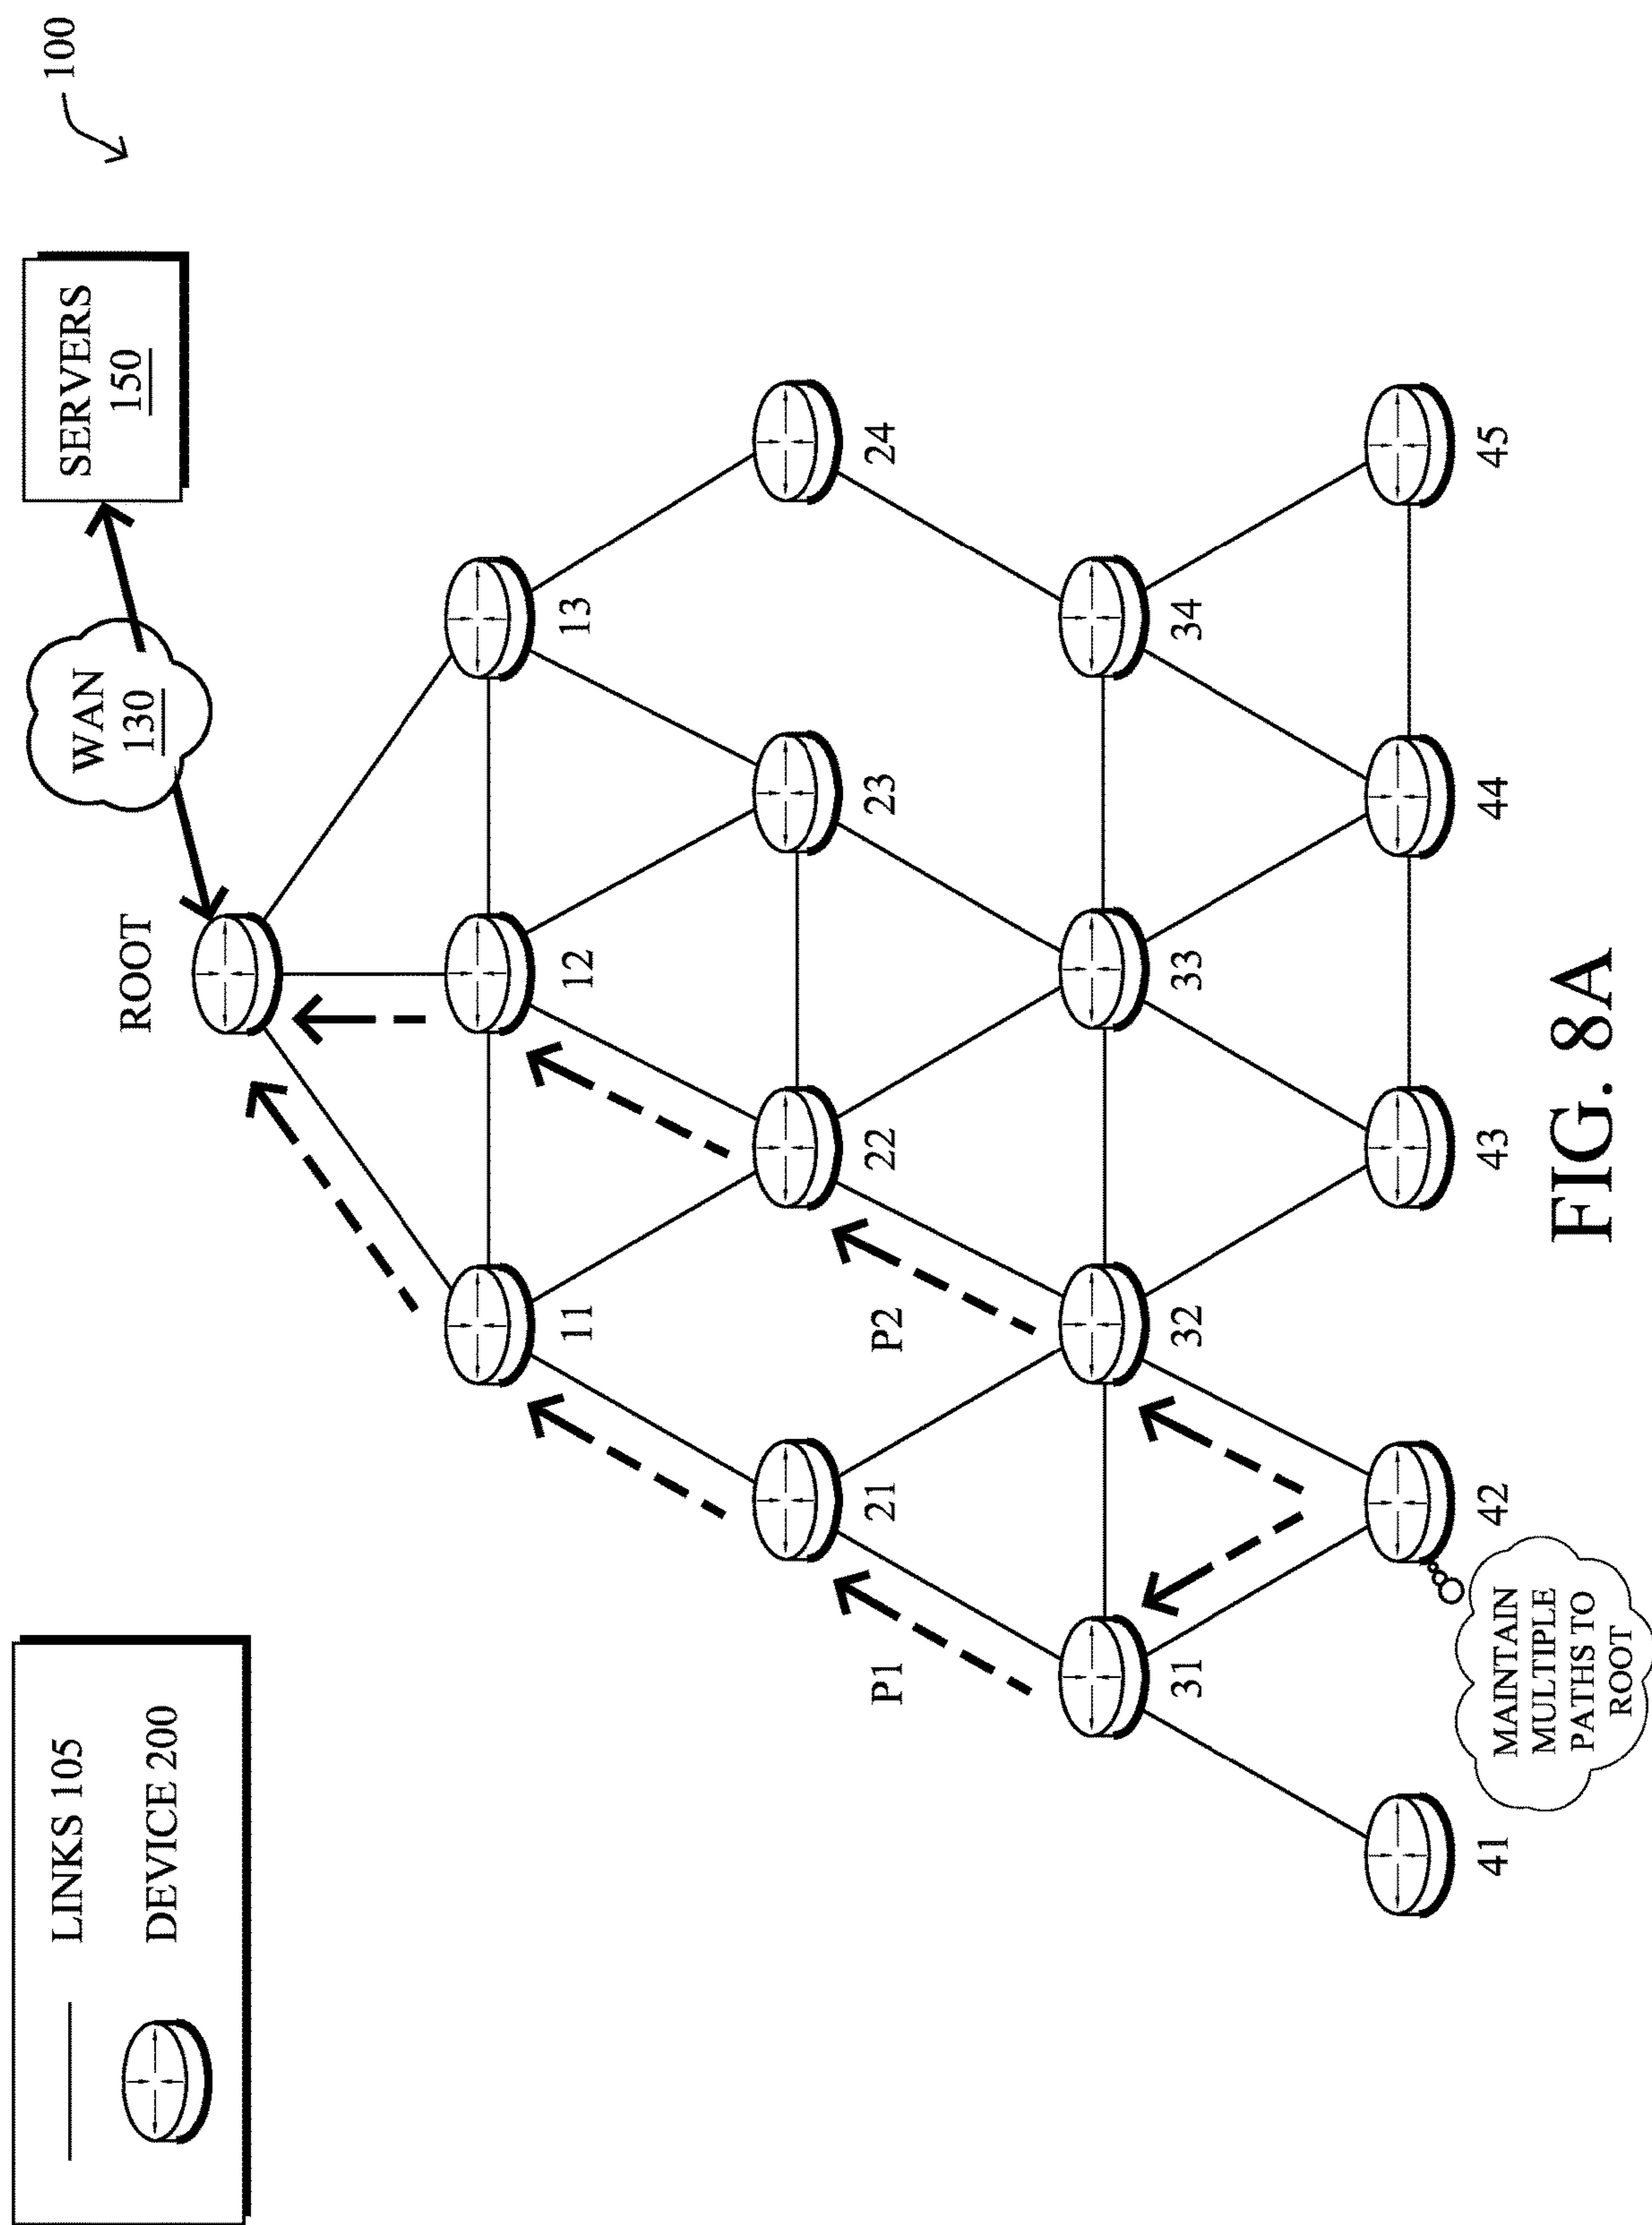 LINKS 105
DEVICE 200
100
SERVERS
150
WAN
130
ROOT
11
12
13
21
22
23
24
P1
P2
31
32
33
34
41
42
43
44
45
MAINTAIN
MULTIPLE
PATHS TO
ROOT
FIG. 8A